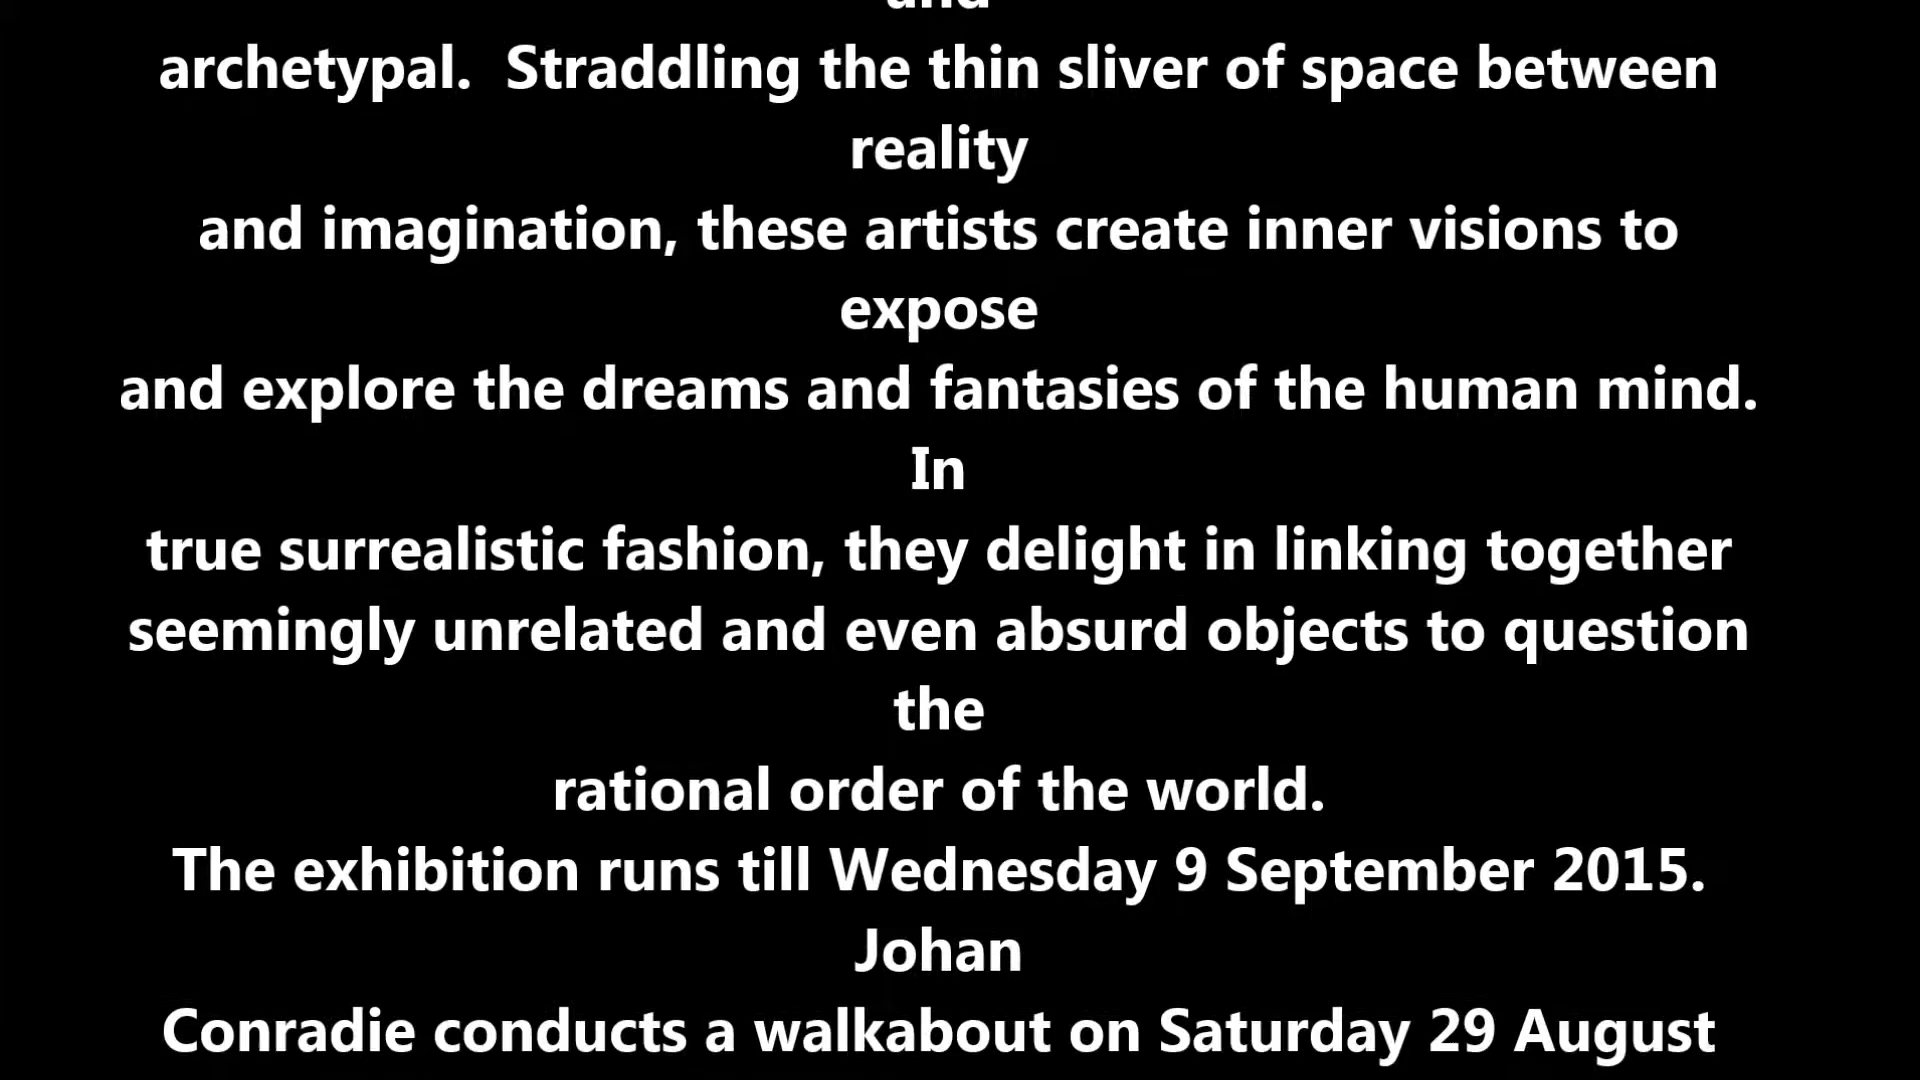 and
archetypal.  Straddling the thin sliver of space between
reality
and imagination, these artists create inner visions to
expose
and explore the dreams and fantasies of the human mind.
In
true surrealistic fashion, they delight in linking together
seemingly unrelated and even absurd objects to question
the
rational order of the world.
The exhibition runs till Wednesday 9 September 2015.
Johan
Conradie conducts a walkabout on Saturday 29 August